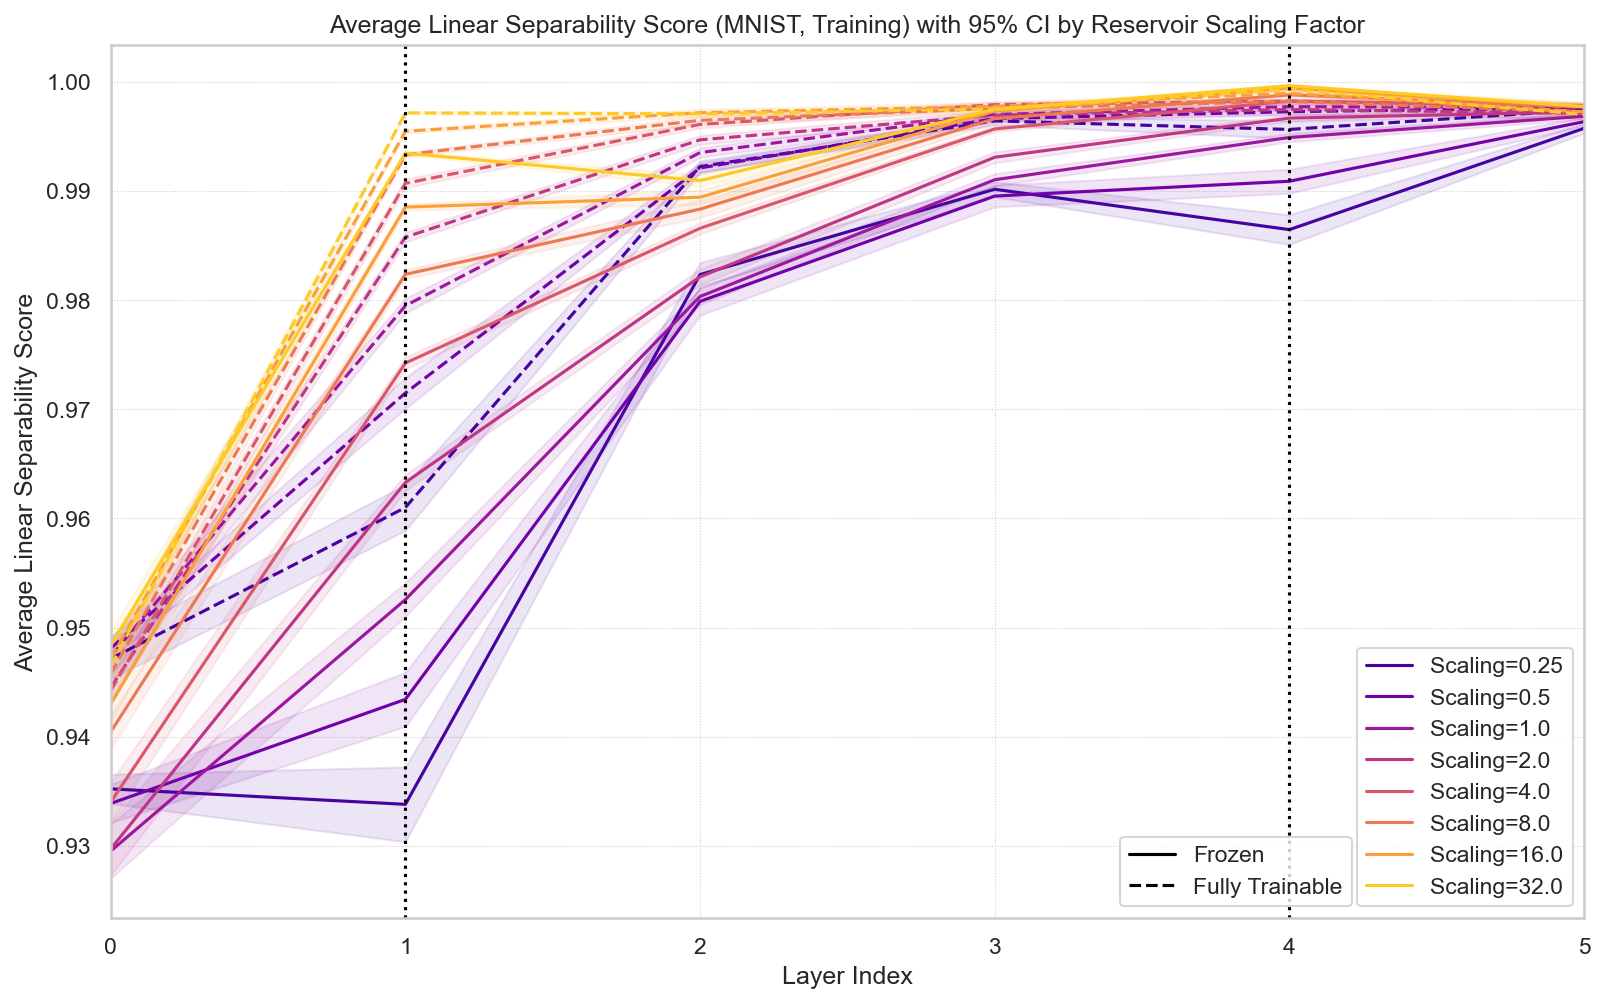 Average Linear Separability Score (MNIST, Training) with 95% CI by Reservoir Scaling Factor
Average Linear Separability Score
1.00
0.99
0.98
0.97
0.96
0.95
0.94
0.93
Frozen
Fully Trainable
Scaling=0.25
Scaling=0.5
Scaling=1.0
Scaling=2.0
Scaling=4.0
Scaling=8.0
Scaling=16.0
Scaling=32.0
0 1 2 3 4 5
Layer Index